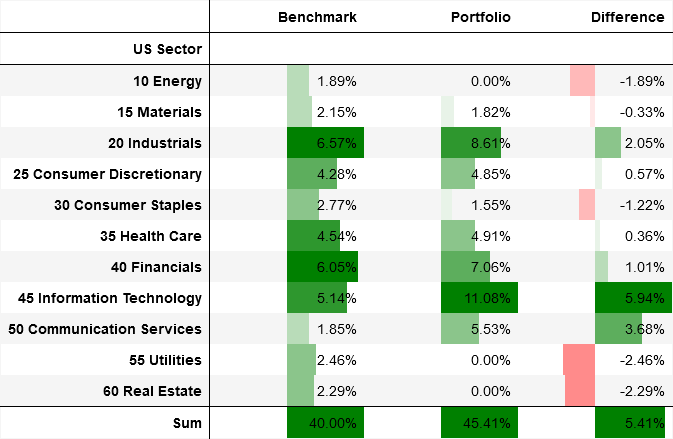 Benchmark Portfolio Difference
US Sector
10 Energy 1.89% 0.00% -1.89%
15 Materials 2.15% 1.82% -0.33%
20 Industrials 6.57% 8.61% 2.05%
25 Consumer Discretionary 4.28% 4.85% 0.57%
30 Consumer Staples 2.77% 1.55% -1.22%
35 Health Care 4.54% 4.91% 0.36%
40 Financials 6.05% 7.06% 1.01%
45 Information Technology 5.14% 11.08% 5.94%
50 Communication Services 1.85% 5.53% 3.68%
55 Utilities 2.46% 0.00% -2.46%
60 Real Estate 2.29% 0.00% -2.29%
Sum 40.00% 45.41% 5.41%